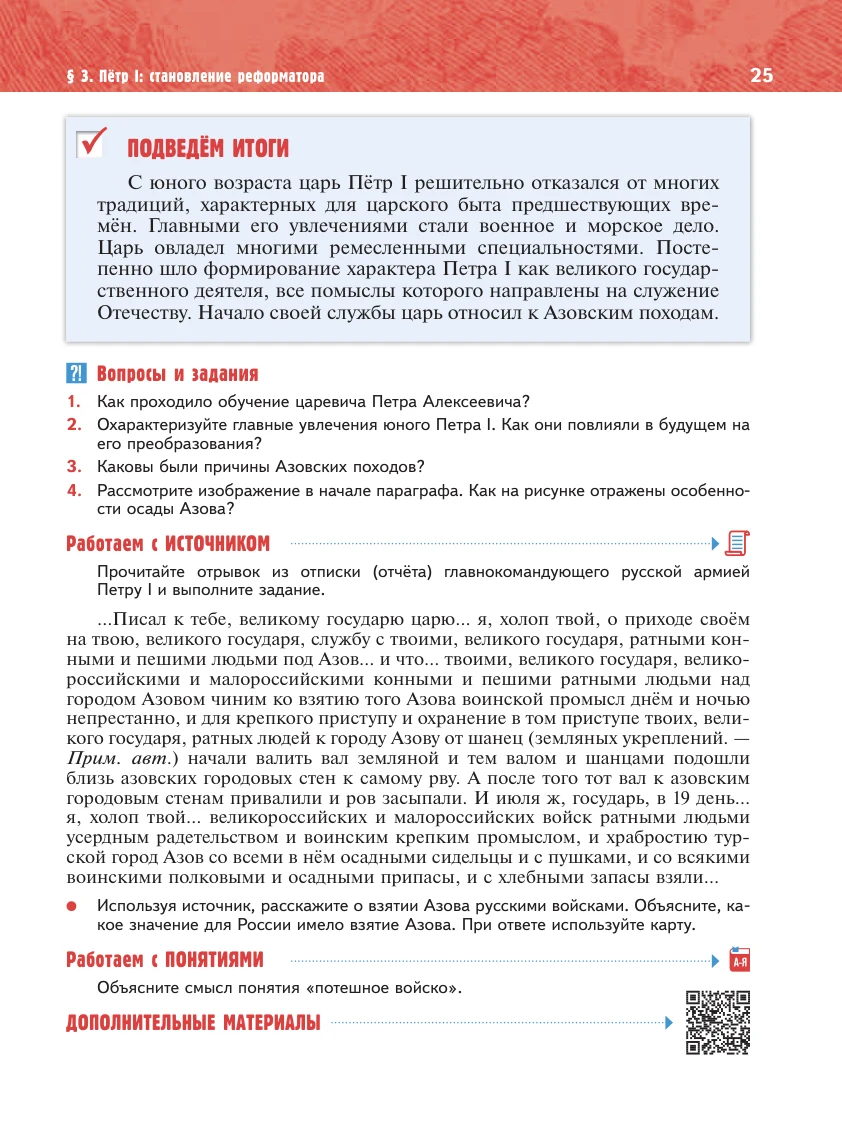 § 3. Пётр I: становление реформатора 25
ПОДВЕДЁМ ИТОГИ
С юного возраста царь Пётр I решительно отказался от многих
традиций, характерных для царского быта предшествующих вре-
мён. Главными его увлечениями стали военное и морское дело.
Царь овладел многими ремесленными специальностями. Посте-
пенно шло формирование характера Петра I как великого государ-
ственного деятеля, все помыслы которого направлены на служение
Отечеству. Начало своей службы царь относил к Азовским походам.
?! Вопросы и задания
1. Как проходило обучение царевича Петра Алексеевича?
2. Охарактеризуйте главные увлечения юного Петра I. Как они повлияли в будущем на
его преобразования?
3. Каковы были причины Азовских походов?
4. Рассмотрите изображение в начале параграфа. Как на рисунке отражены особенно-
сти осады Азова?
Работаем с ИСТОЧНИКОМ
Прочитайте отрывок из отписки (отчёта) главнокомандующего русской армией
Петру I и выполните задание.
...Писал к тебе, великому государю царю... я, холоп твой, о приходе своём
на твою, великого государя, службу с твоими, великого государя, ратными кон-
ными и пешими людьми под Азов... и что... твоими, великого государя, велико-
российскими и малороссийскими конными и пешими ратными людьми над
городом Азовом чиним ко взятию того Азова воинской промысл днём и ночью
непрестанно, и для крепкого приступу и охранение в том приступе твоих, вели-
кого государя, ратных людей к городу Азову от шанец (земляных укреплений. —
Прим. авт.) начали валить вал земляной и тем валом и шанцами подошли
близь азовских городовых стен к самому рву. А после того тот вал к азовским
городовым стенам привалили и ров засыпали. И июля ж, государь, в 19 день...
я, холоп твой... великороссийских и малороссийских войск ратными людьми
усердным радетельством и воинским крепким промыслом, и храбростию тур-
ской город Азов со всеми в нём осадными сидельцы и с пушками, и со всякими
воинскими полковыми и осадными припасы, и с хлебными запасы взяли...
● Используя источник, расскажите о взятии Азова русскими войсками. Объясните, ка-
кое значение для России имело взятие Азова. При ответе используйте карту.
Работаем с ПОНЯТИЯМИ А-Я
Объясните смысл понятия «потешное войско».
ДОПОЛНИТЕЛЬНЫЕ МАТЕРИАЛЫ